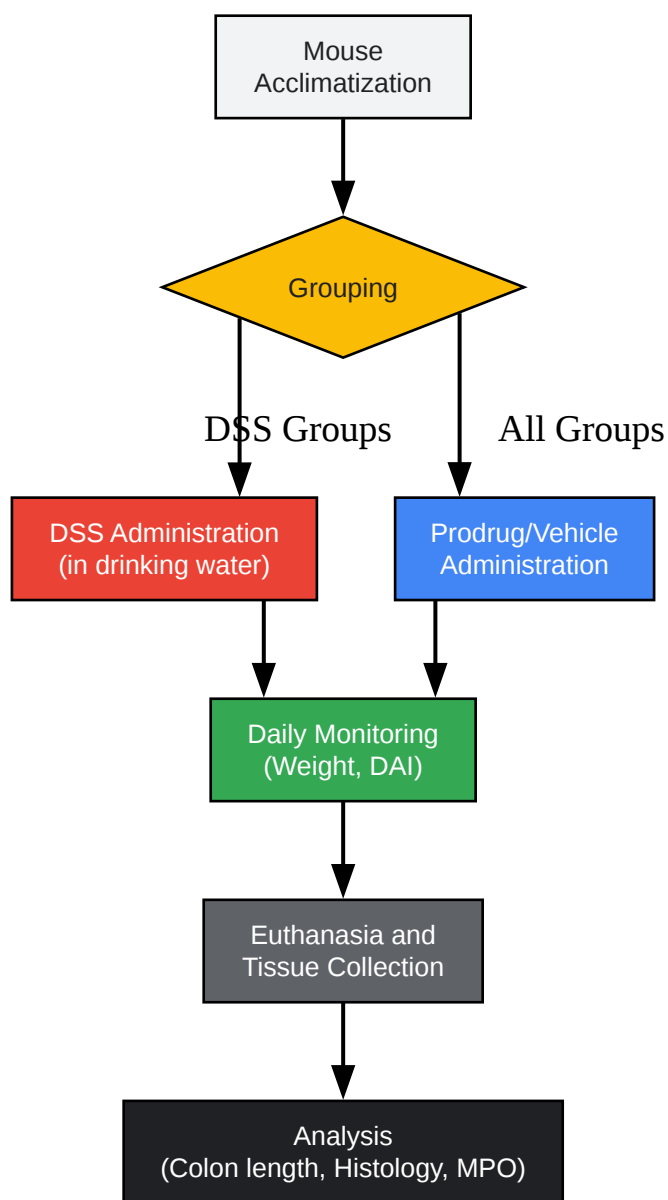 Mouse
Acclimatization
Grouping
DSS Groups
All Groups
DSS Administration
(in drinking water)
Prodrug/Vehicle
Administration
Daily Monitoring
(Weight, DAI)
Euthanasia and
Tissue Collection
Analysis
(Colon length, Histology, MPO)